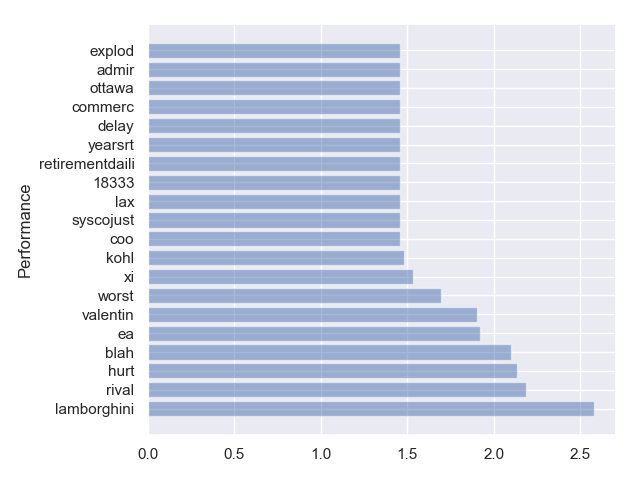 explod
admir
ottawa
commerc
delay
yearsrt
retirementdaili
18333
lax
syscojust
coo
kohl
xi
worst
valentin
ea
blah
hurt
rival
lamborghini
Performance
0.0 0.5 1.0 1.5 2.0 2.5